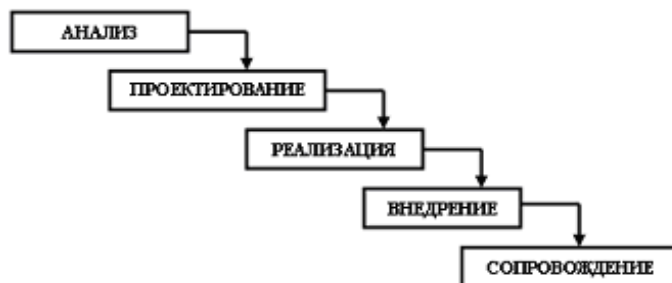 АНАЛИЗ
ПРОЕКТИРОВАНИЕ
РЕАЛИЗАЦИЯ
ВНЕДРЕНИЕ
СОПРОВОЖДЕНИЕ